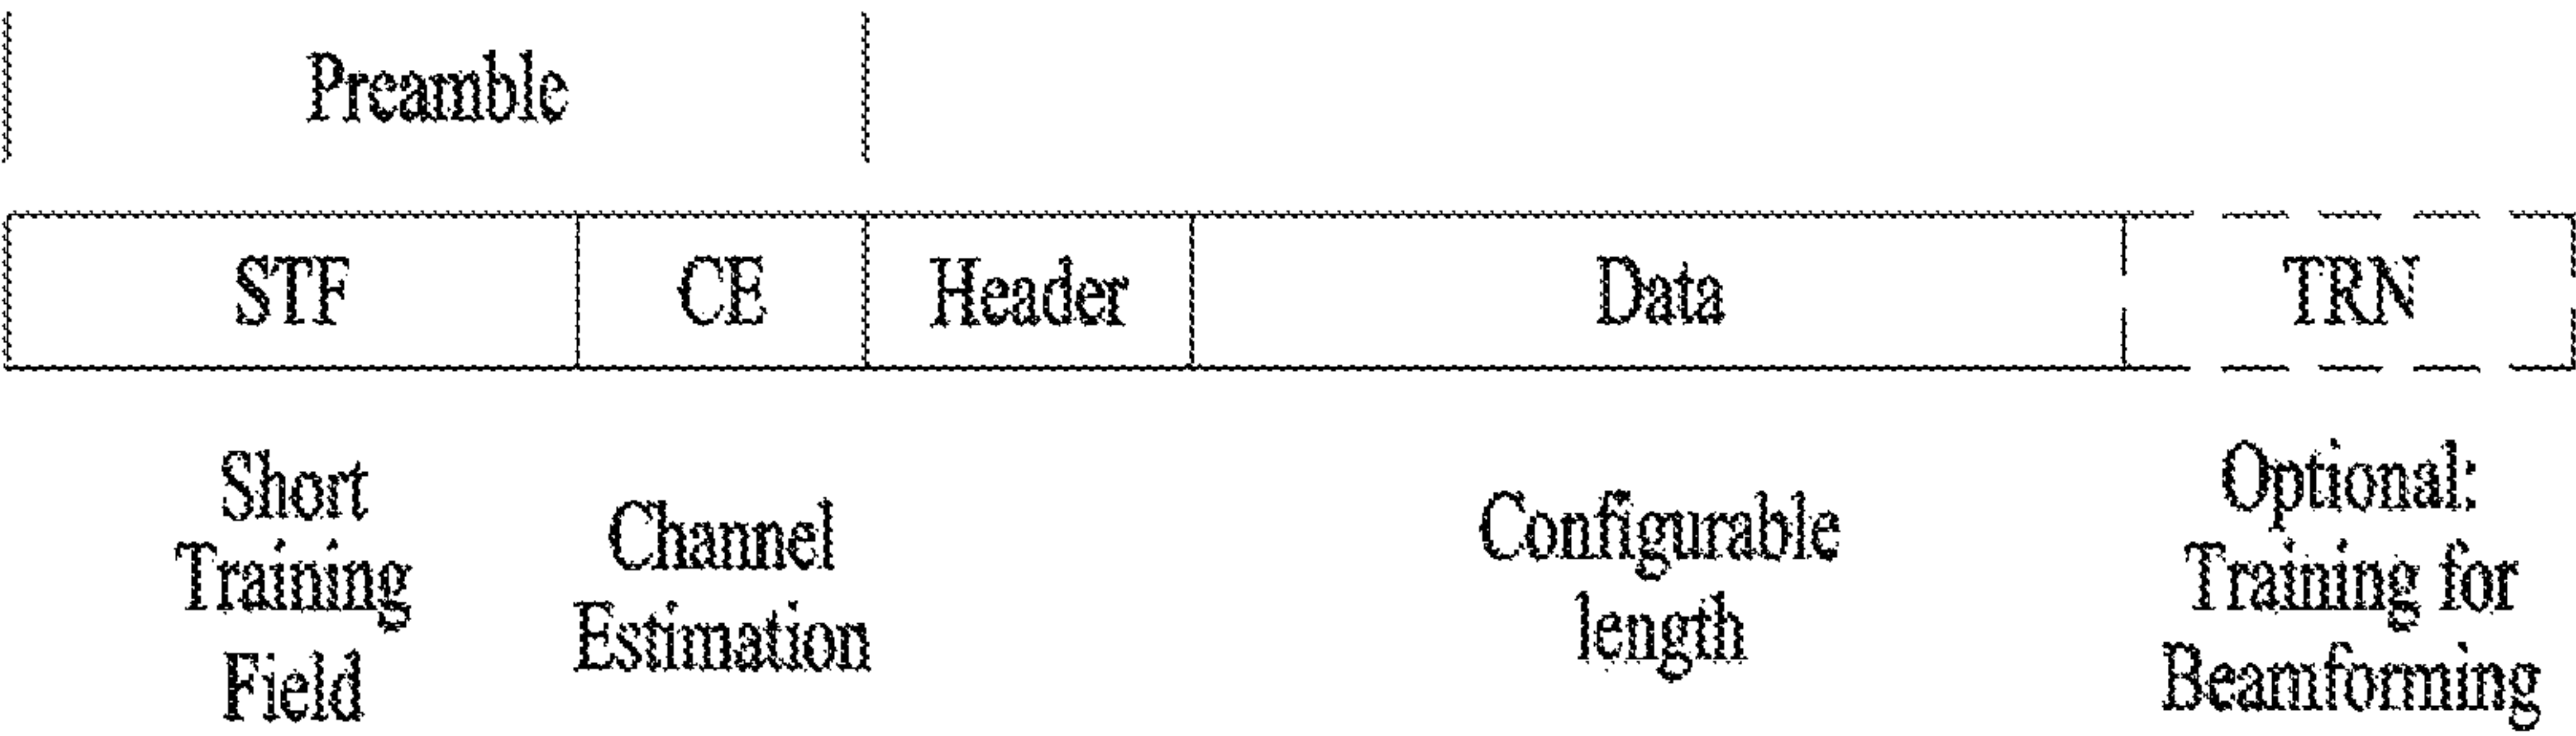 Preamble
STF CE Header Data TRN
Short
Training
Field
Channel
Estimation
Configurable
length
Optional:
Training for
Beamforming